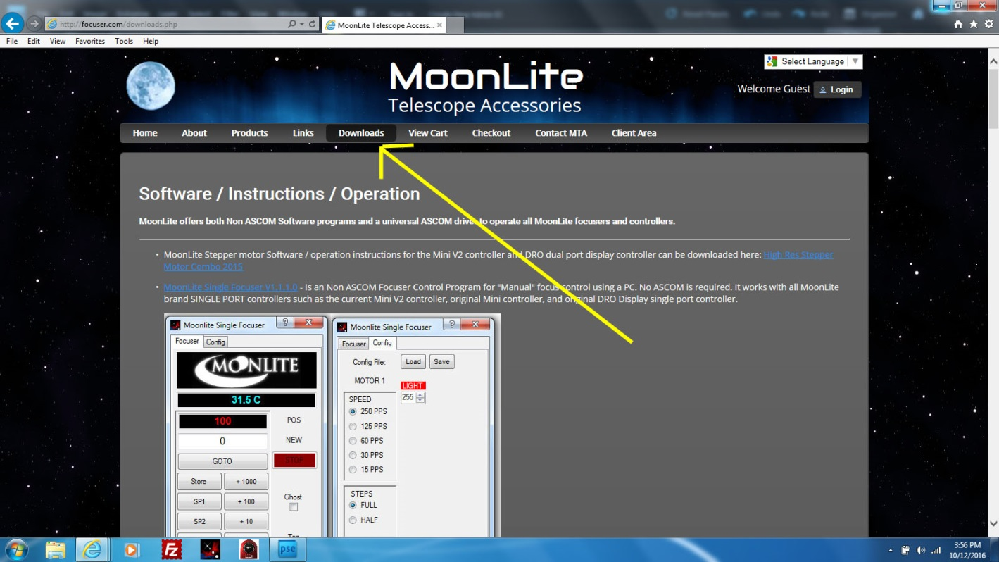 http://focuser.com/downloads.php
MoonLite Telescope Access...
File Edit View Favorites Tools Help
Select Language
MoonLite
Telescope Accessories
Welcome Guest Login
Home About Products Links Downloads View Cart Checkout Contact MTA Client Area
Software / Instructions / Operation
MoonLite offers both Non ASCOM Software programs and a universal ASCOM driver to operate all MoonLite focusers and controllers.
• MoonLite Stepper motor Software / operation instructions for the Mini V2 controller and DRO dual port display controller can be downloaded here: High Res Stepper
Motor Combo 2015
• MoonLite Single Focuser V1.1.1.0 - Is an Non ASCOM Focuser Control Program for "Manual" focus control using a PC. No ASCOM is required. It works with all MoonLite
brand SINGLE PORT controllers such as the current Mini V2 controller, original Mini controller, and original DRO Display single port controller.
Moonlite Single Focuser
Focuser Config
MOONLITE
31.5 C
100 POS
0 NEW
GOTO STOP
Store + 1000
Ghost
SP1 + 100
SP2 + 10
Moonlite Single Focuser
Focuser Config
Config File: Load Save
MOTOR 1
LIGHT
255
SPEED
250 PPS
125 PPS
60 PPS
30 PPS
15 PPS
STEPS
FULL
HALF
pse
3:56 PM
10/12/2016